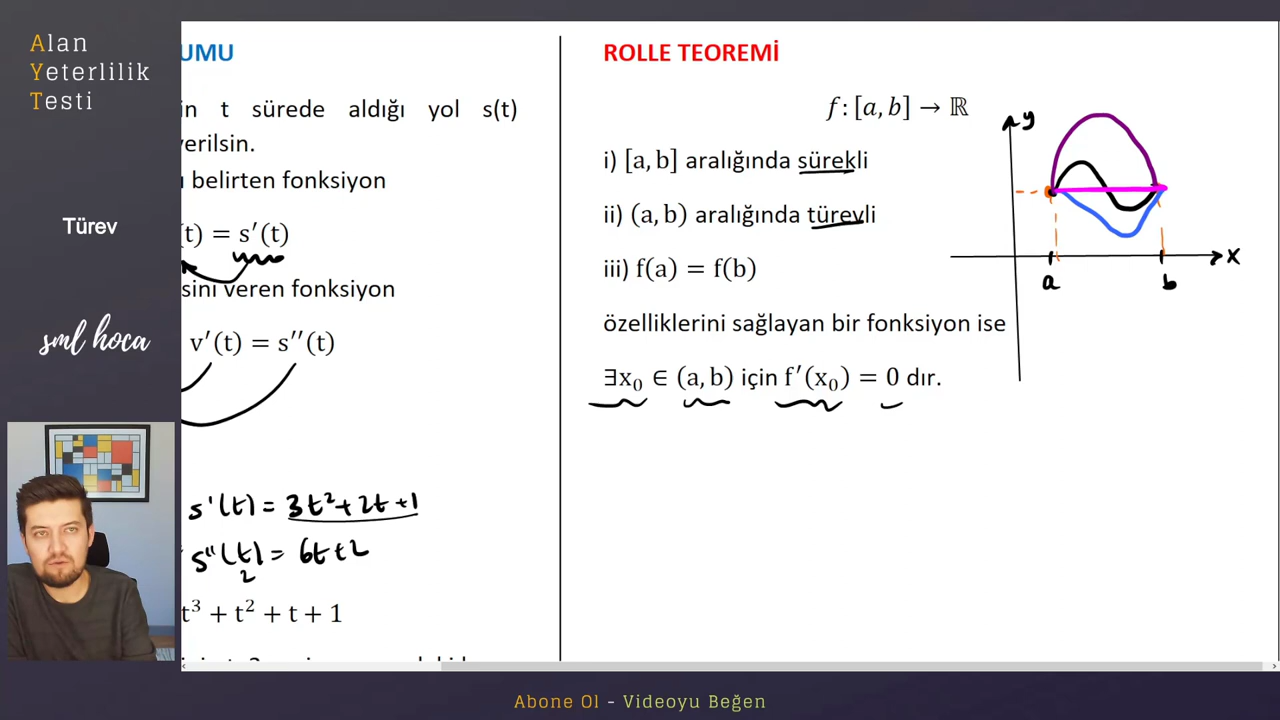 Alan
Yeterlilik
Testi
Türev
sml hoca
UMU
in t sürede aldığı yol s(t)
verilsin.
ı belirten fonksiyon
(t) = s′(t)
sini veren fonksiyon
v′(t) = s′′(t)
s'(t) = 3t²+2t+1
s"(t) = 6t+2
2
t³ + t² + t + 1
ROLLE TEOREMİ
f: [a, b] → ℝ
i) [a, b] aralığında sürekli
ii) (a, b) aralığında türevli
iii) f(a) = f(b)
özelliklerini sağlayan bir fonksiyon ise
∃x₀ ∈ (a, b) için f′(x₀) = 0 dır.
y
x
a
b
Abone Ol - Videoyu Beğen